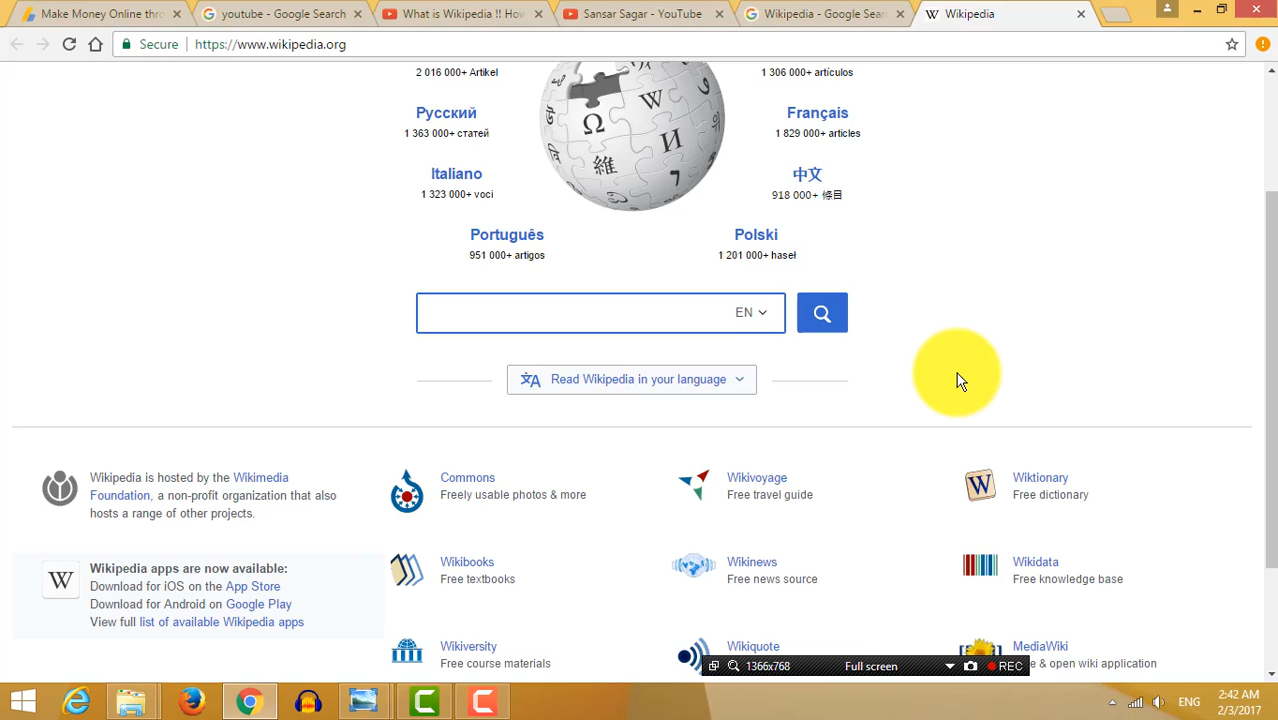 Make Money Online thro
youtube - Google Search
What is Wikipedia !! How
Sansar Sagar - YouTube
Wikipedia - Google Sear
Wikipedia
Secure
https://www.wikipedia.org
2 016 000+ Artikel
1 306 000+ artículos
Русский
1 363 000+ статей
Français
1 829 000+ articles
Italiano
1 323 000+ voci
中文
918 000+ 條目
Português
951 000+ artigos
Polski
1 201 000+ haseł
Ω
W
И
維
7
EN
Read Wikipedia in your language
Wikipedia is hosted by the Wikimedia
Foundation, a non-profit organization that also
hosts a range of other projects.
Commons
Freely usable photos & more
Wikivoyage
Free travel guide
Wiktionary
Free dictionary
W
Wikipedia apps are now available:
Download for iOS on the App Store
Download for Android on Google Play
View full list of available Wikipedia apps
Wikibooks
Free textbooks
Wikinews
Free news source
Wikidata
Free knowledge base
Wikiversity
Free course materials
Wikiquote
MediaWiki
& open wiki application
1366x768
Full screen
REC
ENG
2:42 AM
2/3/2017